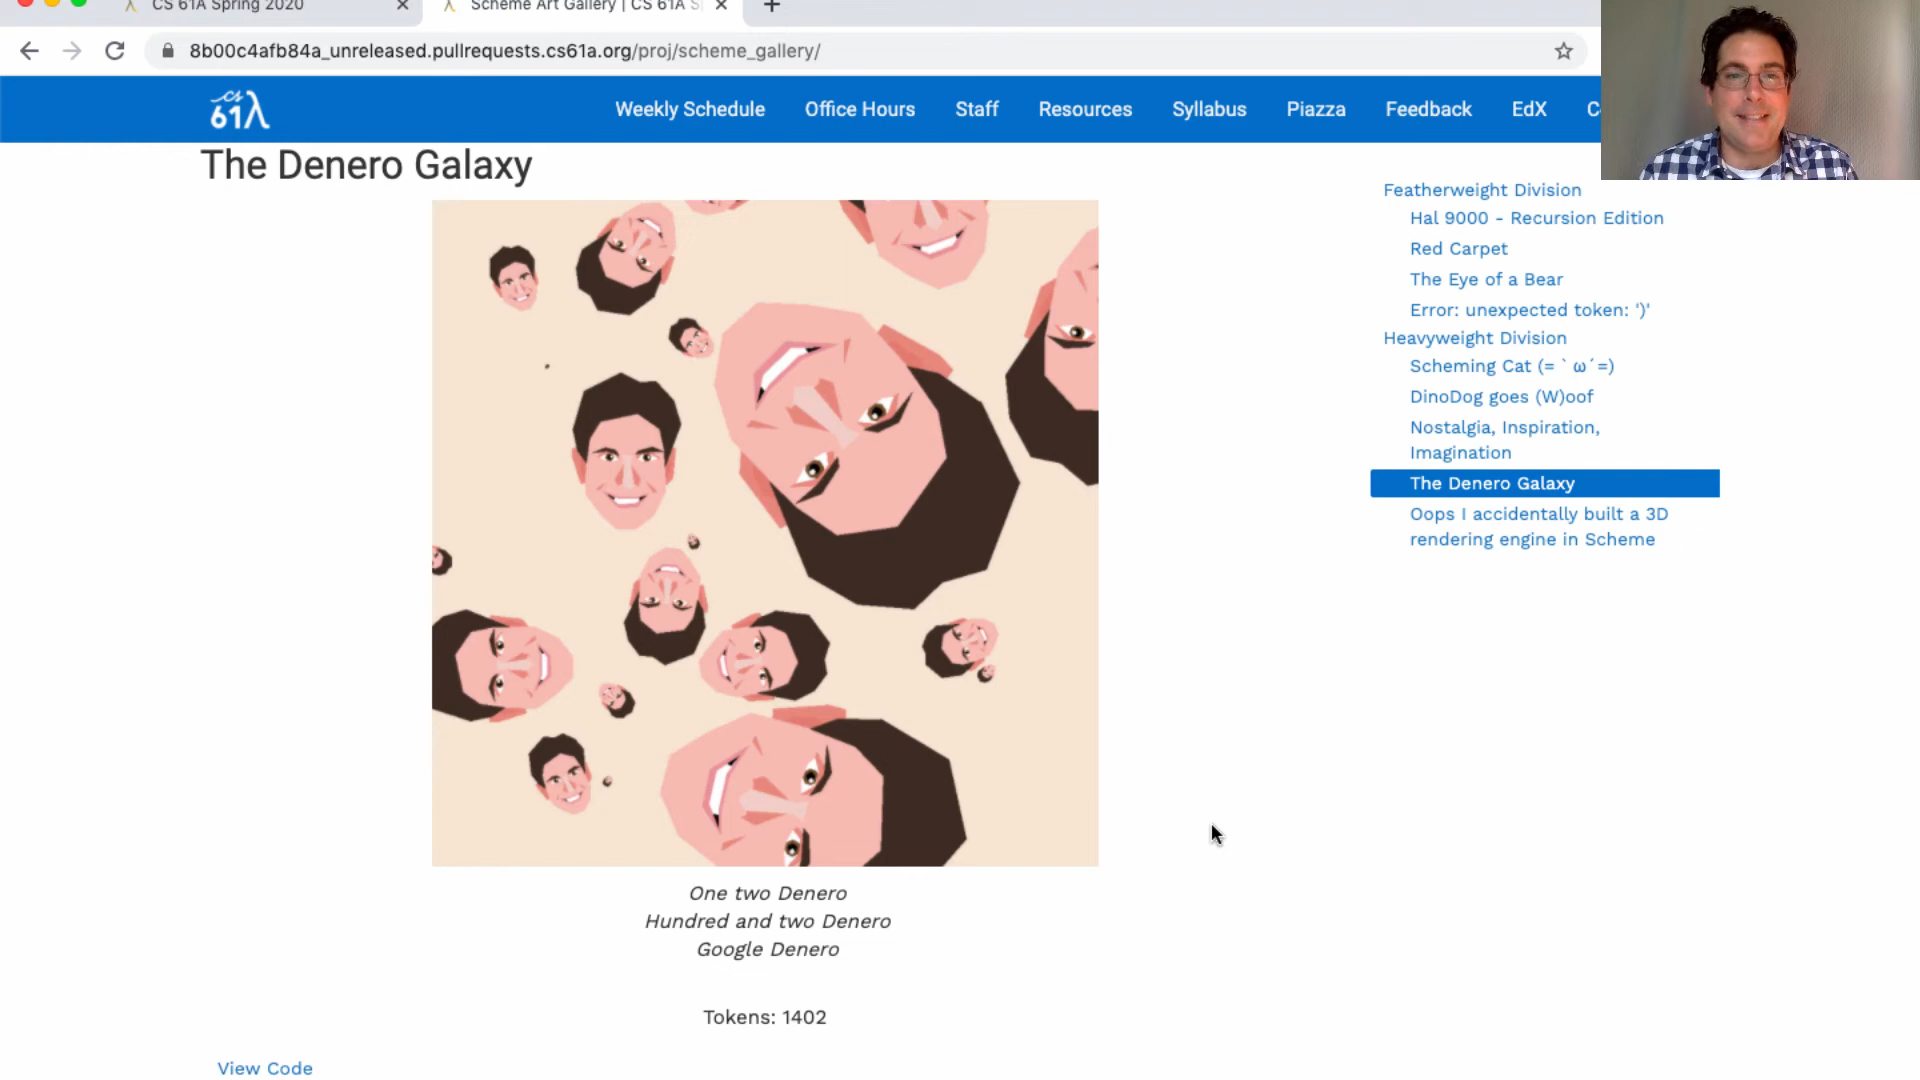 CS 61A Spring 2020
Scheme Art Gallery | CS 61A S
8b00c4afb84a_unreleased.pullrequests.cs61a.org/proj/scheme_gallery/
cs
61λ
Weekly Schedule
Office Hours
Staff
Resources
Syllabus
Piazza
Feedback
EdX
C
The Denero Galaxy
Featherweight Division
Hal 9000 - Recursion Edition
Red Carpet
The Eye of a Bear
Error: unexpected token: ')'
Heavyweight Division
Scheming Cat (= ` ω´=)
DinoDog goes (W)oof
Nostalgia, Inspiration,
Imagination
The Denero Galaxy
Oops I accidentally built a 3D
rendering engine in Scheme
One two Denero
Hundred and two Denero
Google Denero
Tokens: 1402
View Code